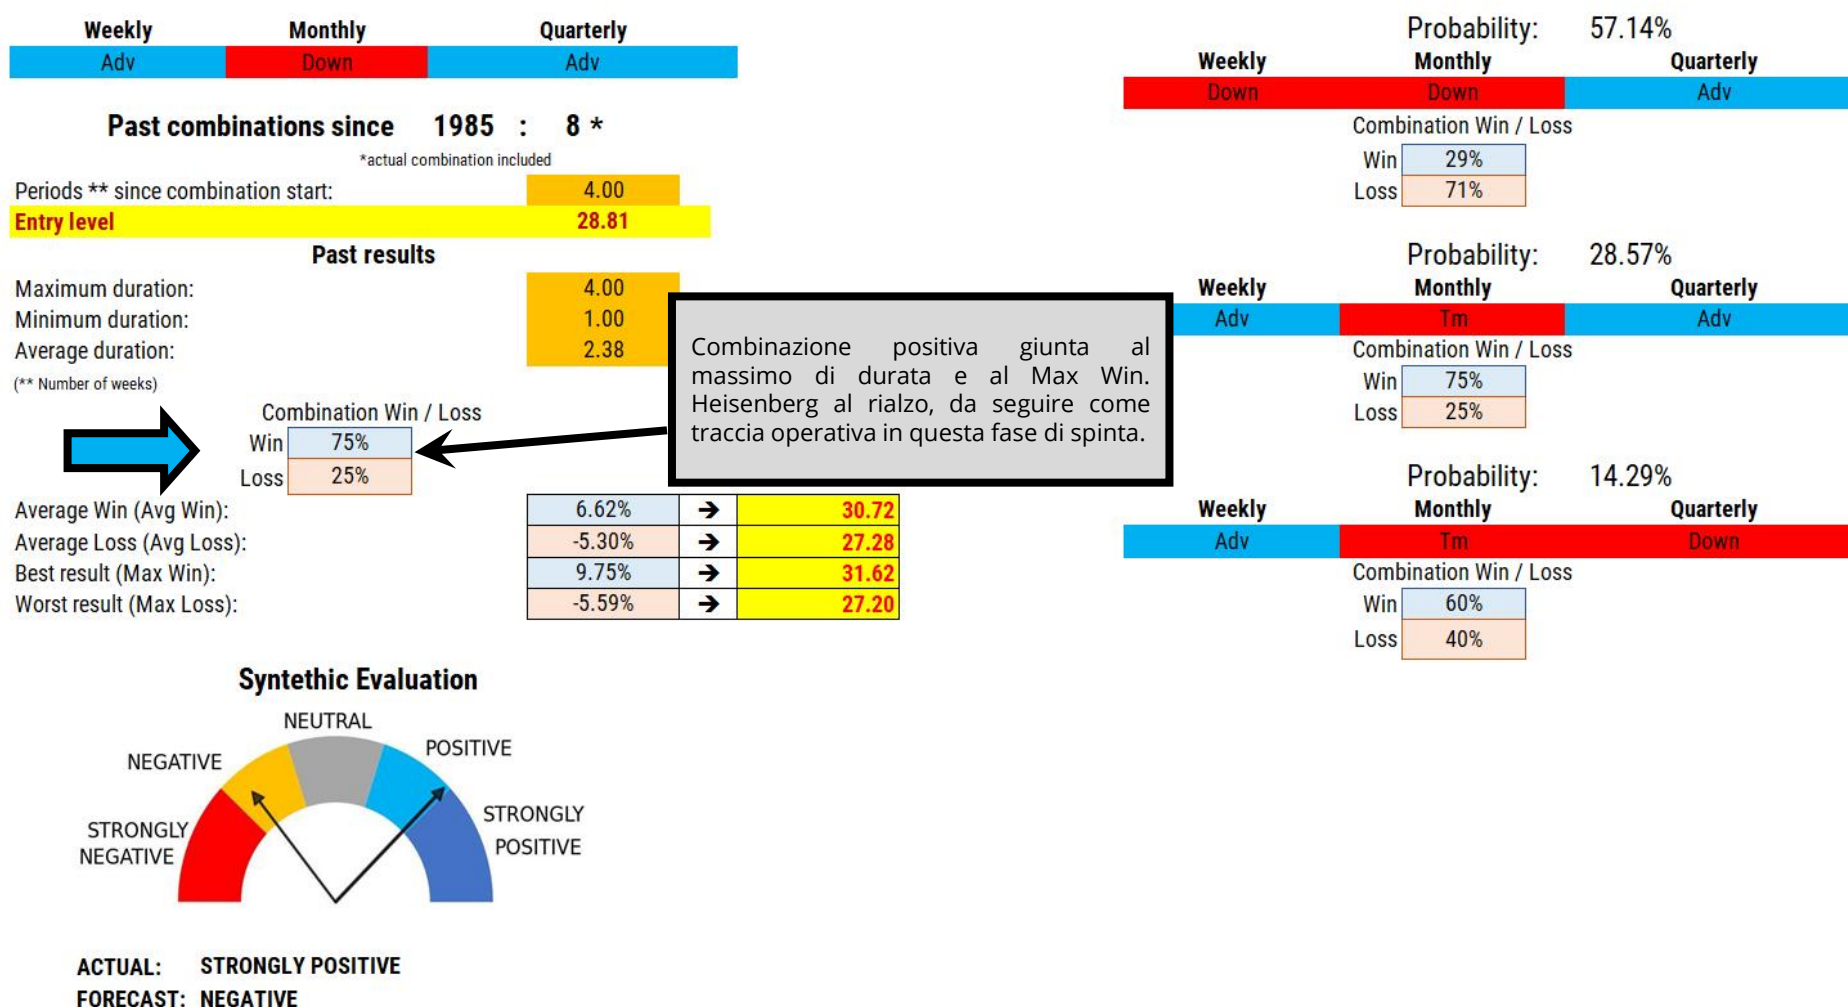 Weekly Monthly Quarterly
Adv Down Adv
Past combinations since 1985 : 8 *
*actual combination included
Periods ** since combination start: 4.00
Entry level 28.81
Past results
Maximum duration: 4.00
Minimum duration: 1.00
Average duration: 2.38
(** Number of weeks)
Combination Win / Loss
Win 75%
Loss 25%
Average Win (Avg Win): 6.62% ➔ 30.72
Average Loss (Avg Loss): -5.30% ➔ 27.28
Best result (Max Win): 9.75% ➔ 31.62
Worst result (Max Loss): -5.59% ➔ 27.20
Combinazione positiva giunta al
massimo di durata e al Max Win.
Heisenberg al rialzo, da seguire come
traccia operativa in questa fase di spinta.
Syntethic Evaluation
NEUTRAL
NEGATIVE
POSITIVE
STRONGLY
NEGATIVE
STRONGLY
POSITIVE
ACTUAL: STRONGLY POSITIVE
FORECAST: NEGATIVE
Probability: 57.14%
Weekly Monthly Quarterly
Down Down Adv
Combination Win / Loss
Win 29%
Loss 71%
Probability: 28.57%
Weekly Monthly Quarterly
Adv Tm Adv
Combination Win / Loss
Win 75%
Loss 25%
Probability: 14.29%
Weekly Monthly Quarterly
Adv Tm Down
Combination Win / Loss
Win 60%
Loss 40%